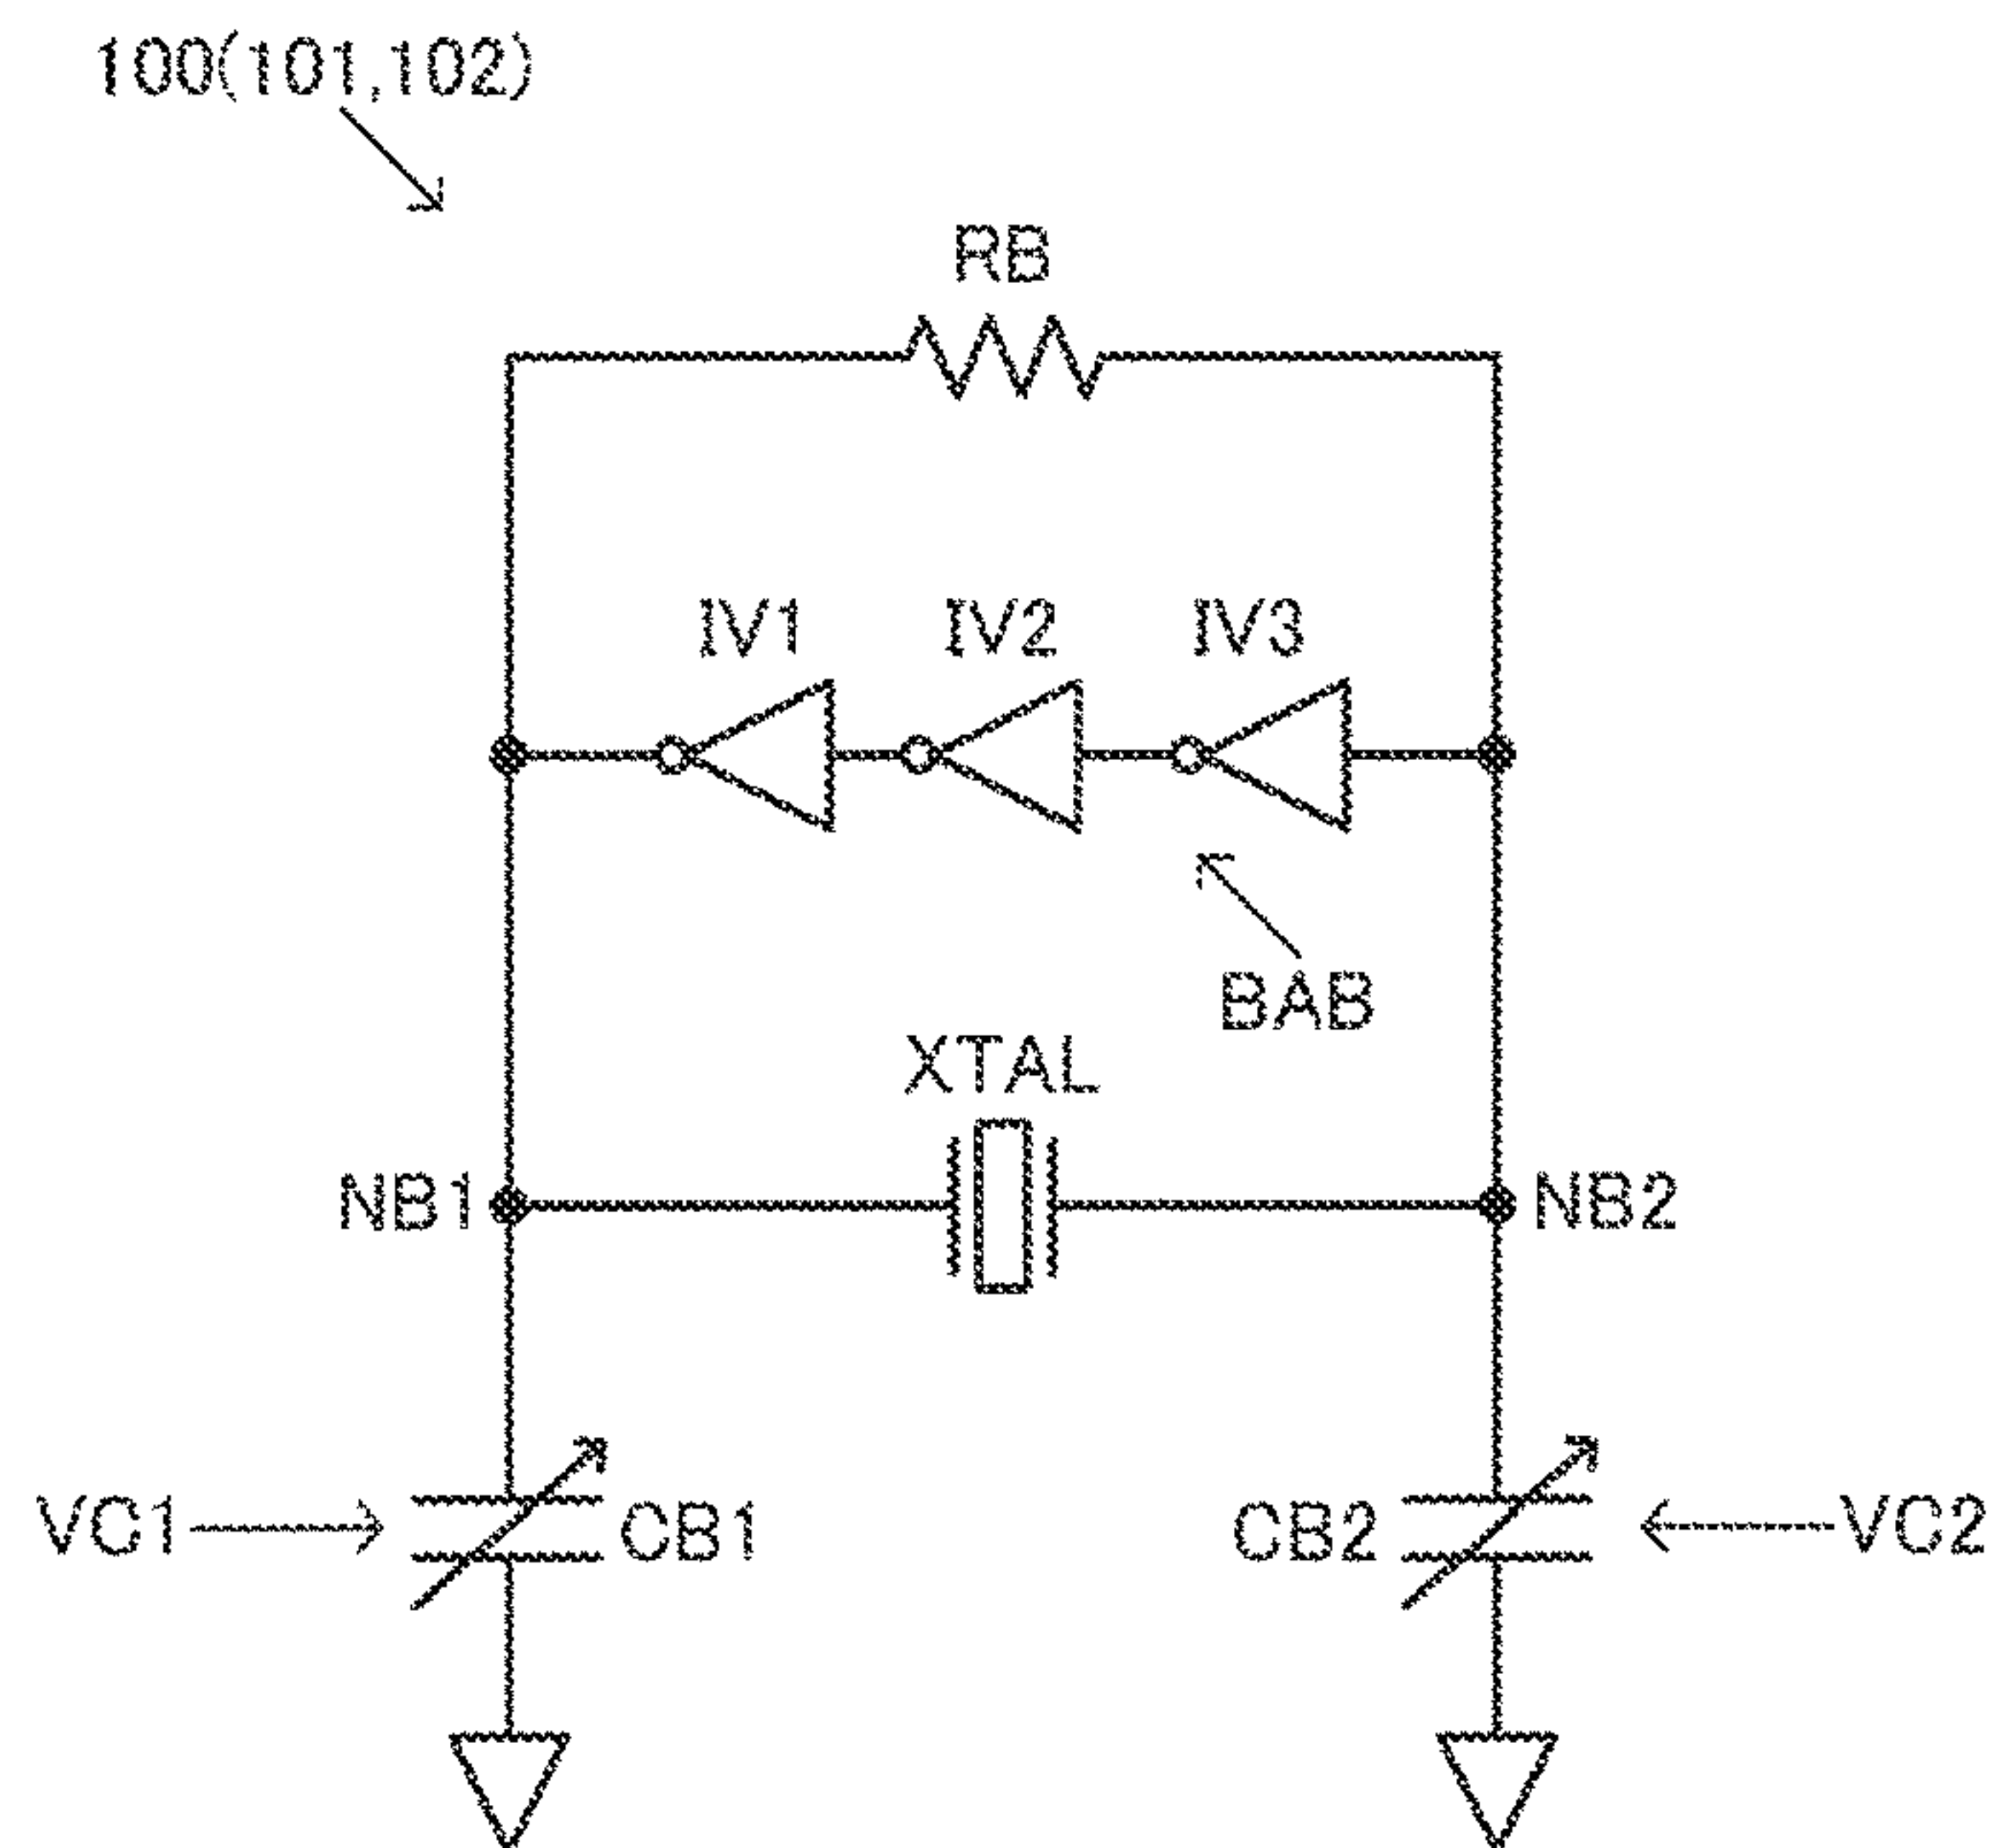 100(101,102)
RB
IV1 IV2 IV3
BAB
XTAL
NB1 NB2
VC1 CB1 CB2 VC2